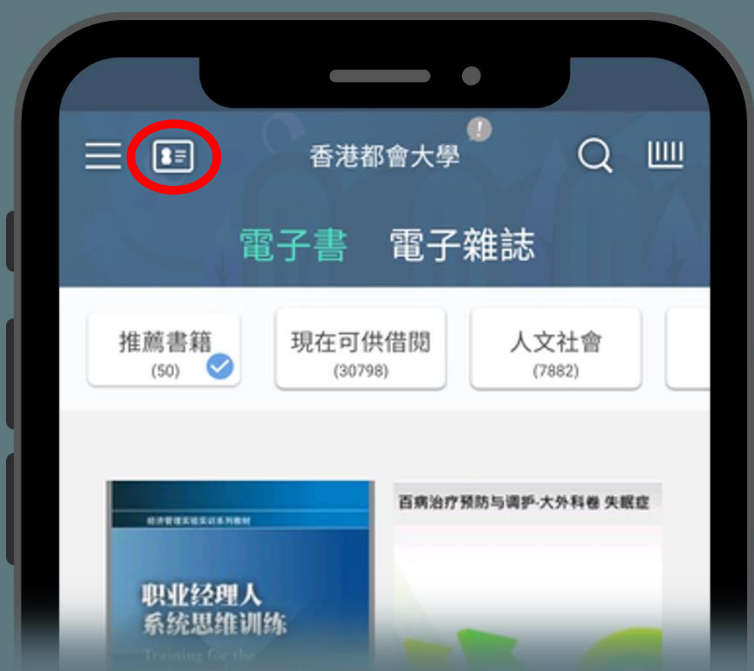 香港都會大學
!
電子書 電子雜誌
推薦書籍
(50)
現在可供借閱
(30798)
人文社會
(7882)
经济管理实验实训系列教材
职业经理人
系统思维训练
Training for the
百病治疗预防与调护·大外科卷 失眠症